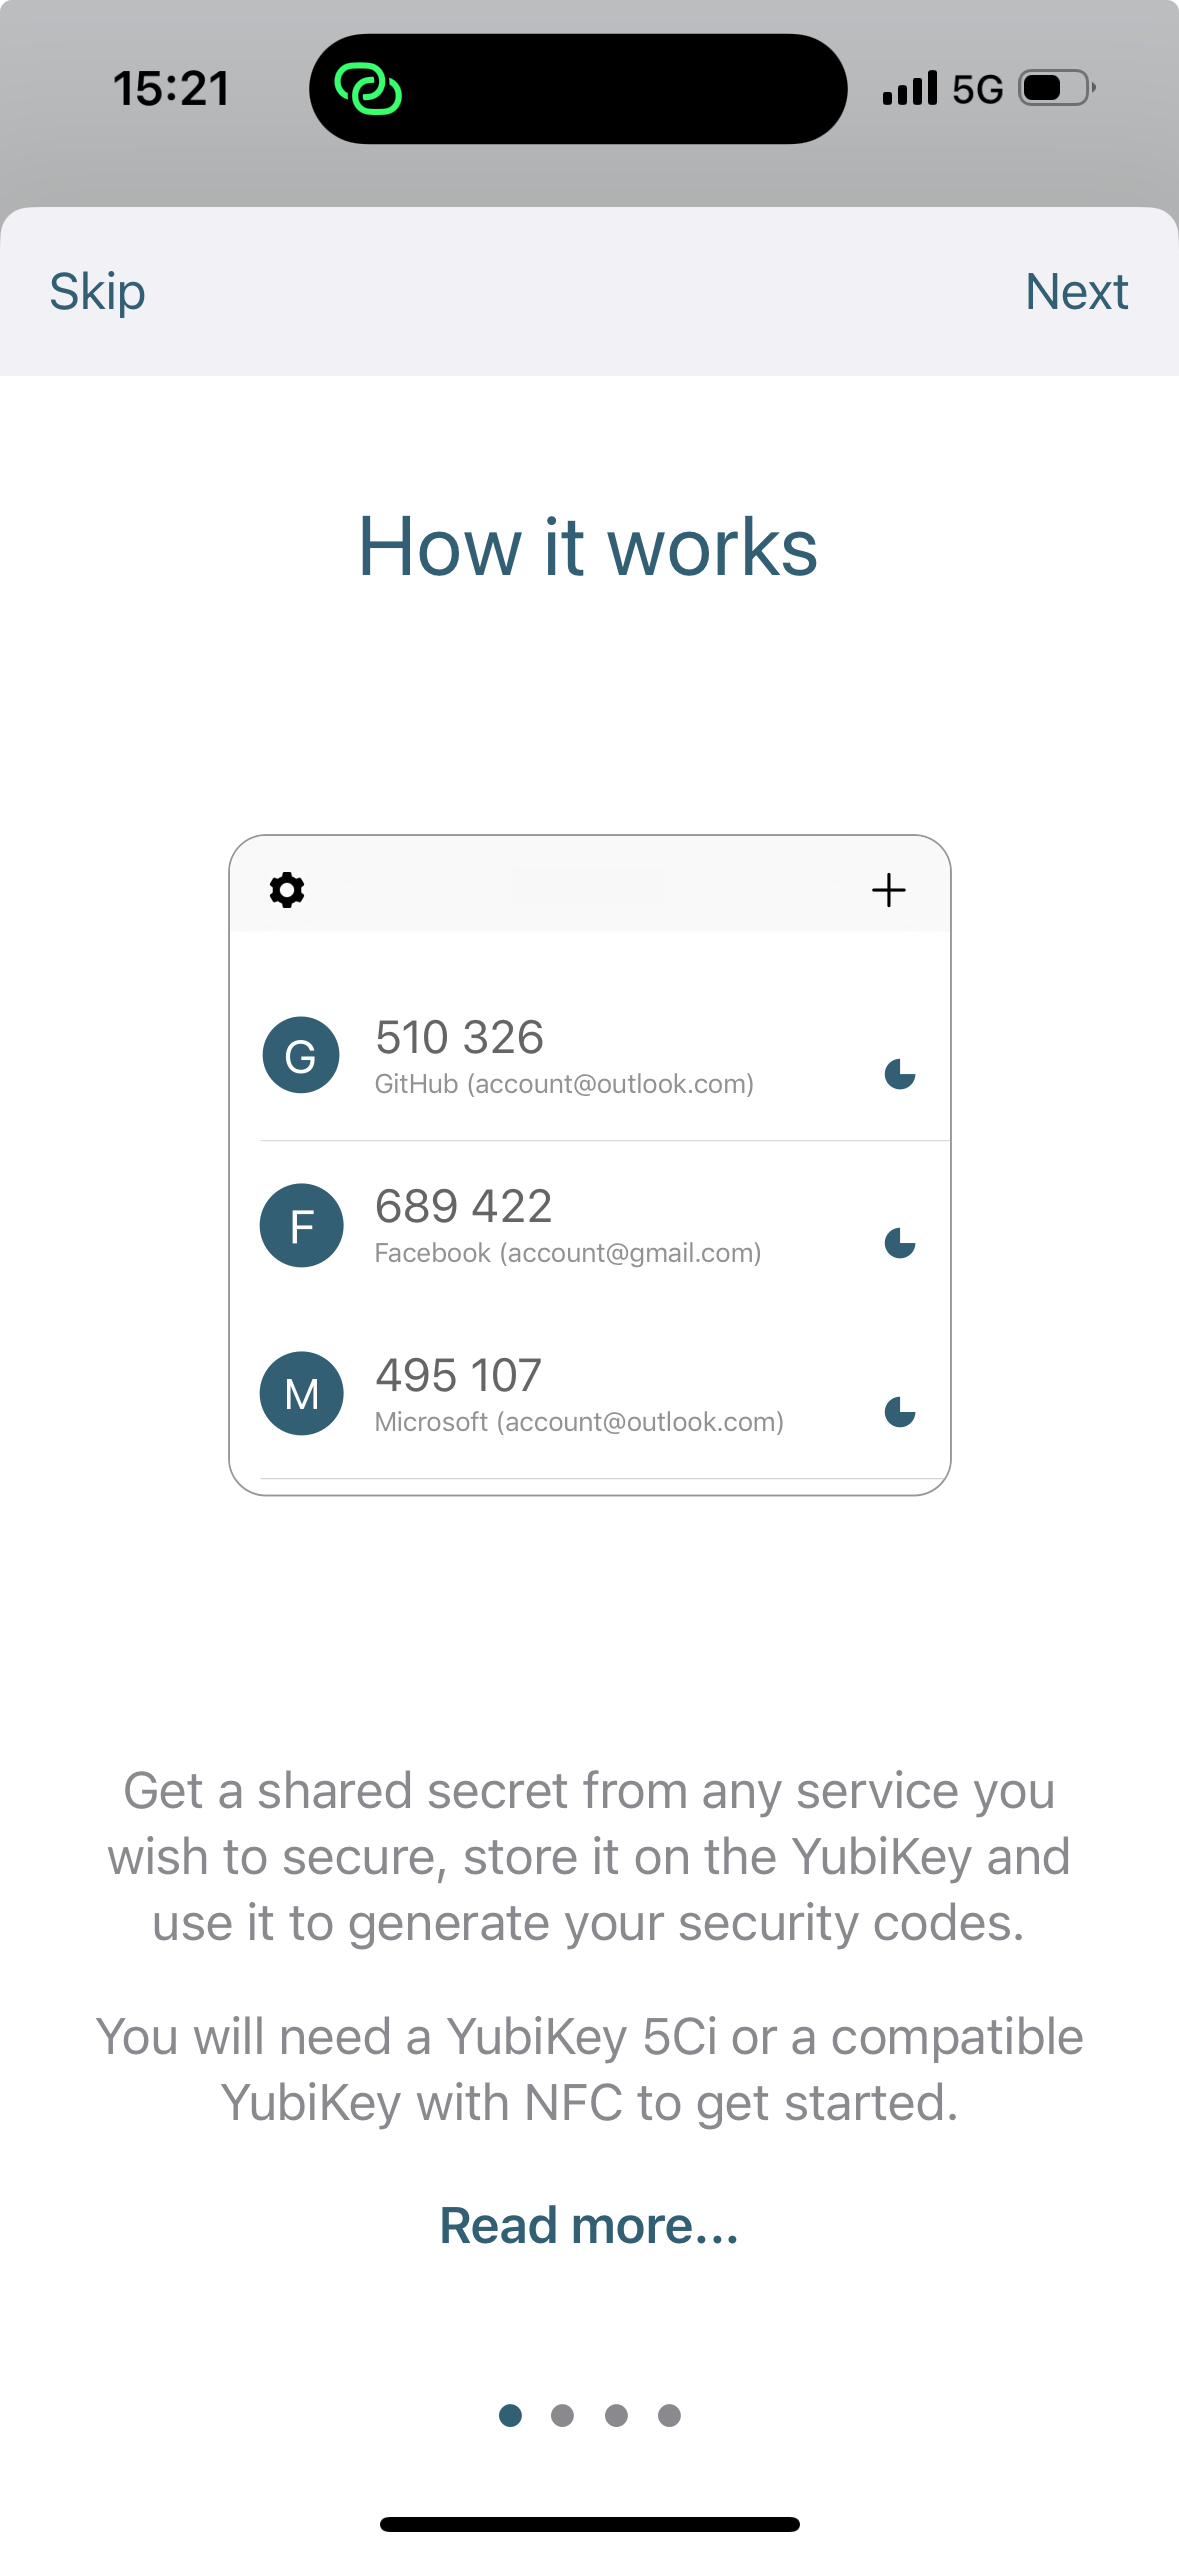 15:21
5G
Skip
Next
How it works
G
510 326
GitHub (account@outlook.com)
F
689 422
Facebook (account@gmail.com)
M
495 107
Microsoft (account@outlook.com)
Get a shared secret from any service you
wish to secure, store it on the YubiKey and
use it to generate your security codes.
You will need a YubiKey 5Ci or a compatible
YubiKey with NFC to get started.
Read more...